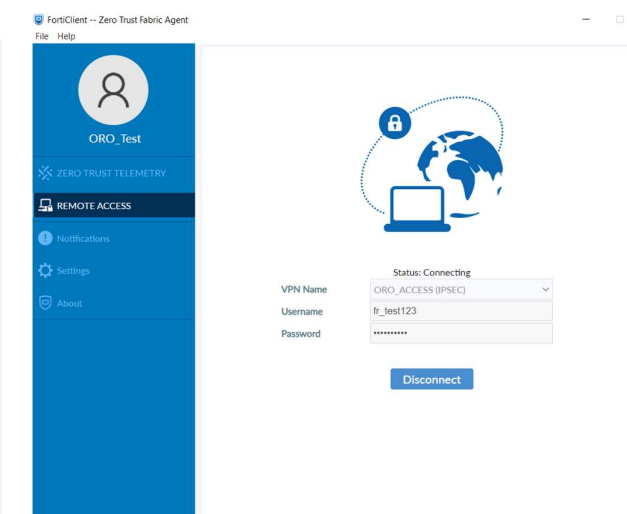 FortiClient -- Zero Trust Fabric Agent
File Help
ORO_Test
ZERO TRUST TELEMETRY
REMOTE ACCESS
Notifications
Settings
About
Status: Connecting
VPN Name ORO_ACCESS (IPSEC)
Username fr_test123
Password ••••••••••
Disconnect